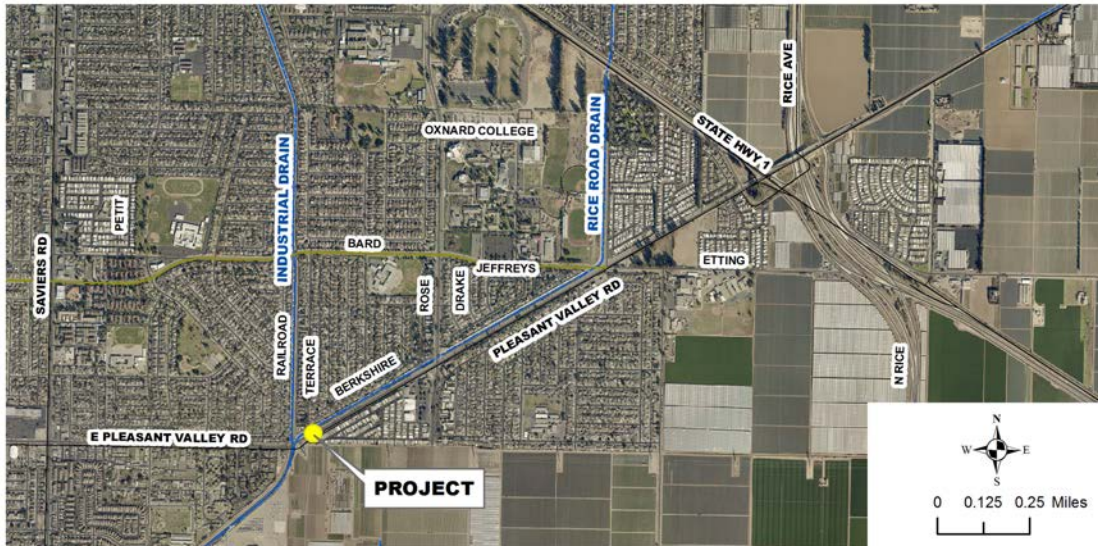 RICE AVE
STATE HWY 1
OXNARD COLLEGE
INDUSTRIAL DRAIN
RICE ROAD DRAIN
PETIT
SAVIERS RD
BARD
JEFFREYS
ETTING
ROSE
DRAKE
PLEASANT VALLEY RD
RAILROAD
TERRACE
BERKSHIRE
N RICE
E PLEASANT VALLEY RD
PROJECT
N
W E
S
0 0.125 0.25 Miles